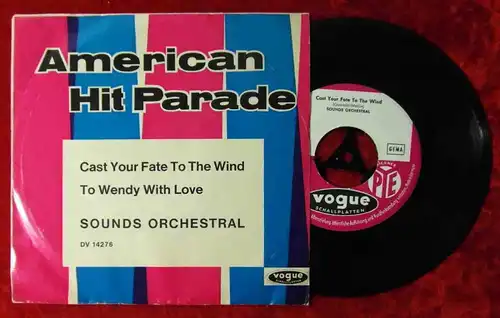 American
Hit Parade
Cast Your Fate To The Wind
To Wendy With Love
SOUNDS ORCHESTRAL
DV 14276
vogue
SCHALLPLATTEN
Cast Your Fate To The Wind
SOUNDS ORCHESTRAL
GEMA
PYE
vogue
SCHALLPLATTEN